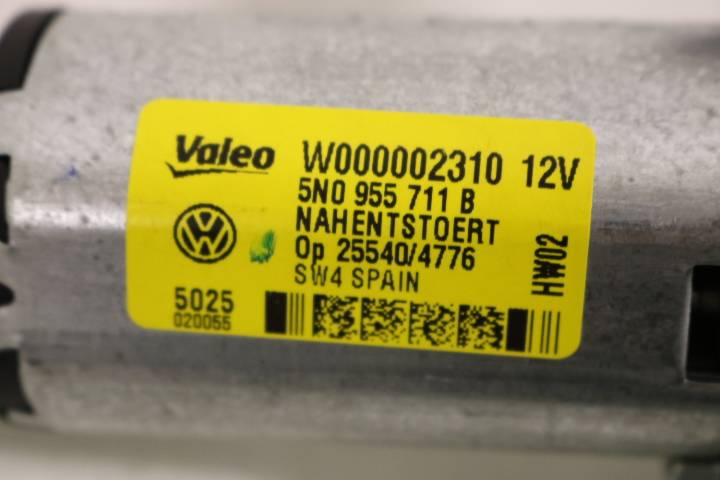 Valeo W000002310 12V
5N0 955 711 B
NAHENTSTOERT
Op 25540/4776
SW4 SPAIN
HW02
5025
020055